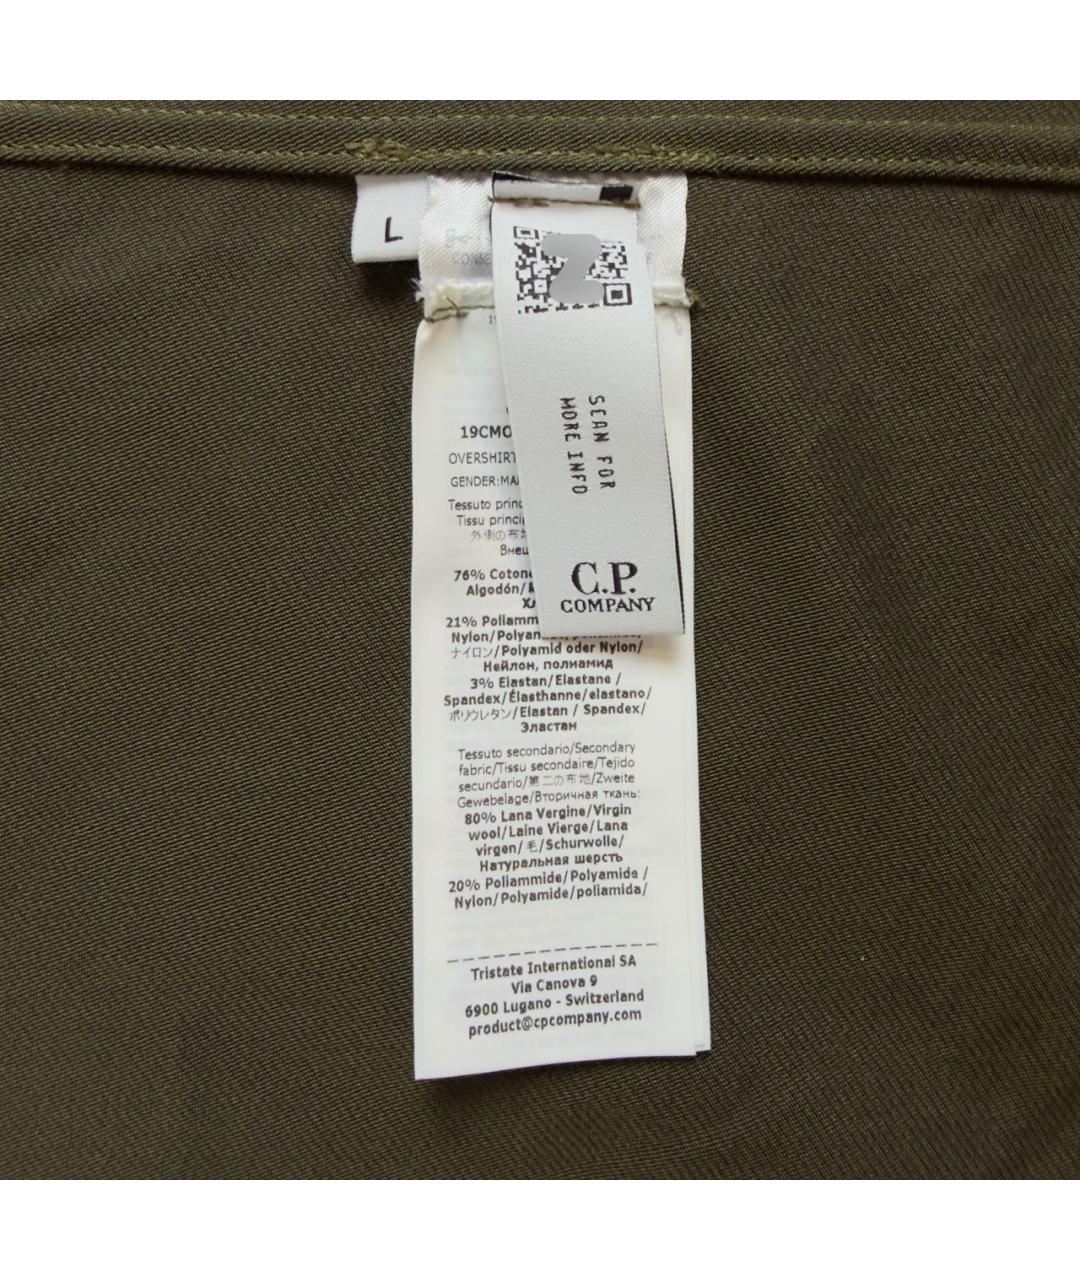 L
SCAN FOR
MORE INFO
C.P.
COMPANY
19CMO
OVERSHIRT
GENDER:MA
Tessuto princ
Tissu princi
外側の布地
Внеш
76% Cotone
Algodón/
ХЛ
21% Poliamm
Nylon/Polyam
ナイロン/Polyamid oder Nylon/
Нейлон, полиамид
3% Elastan/Elastane /
Spandex/Élasthanne/elastano/
ポリウレタン/Elastan / Spandex/
Эластан
Tessuto secondario/Secondary
fabric/Tissu secondaire/Tejido
secundario/第二の布地/Zweite
Gewebelage/Вторичная ткань:
80% Lana Vergine/Virgin
wool/Laine Vierge/Lana
virgen/毛/Schurwolle/
Натуральная шерсть
20% Poliammide/Polyamide /
Nylon/Polyamide/poliamida/
Tristate International SA
Via Canova 9
6900 Lugano - Switzerland
product@cpcompany.com